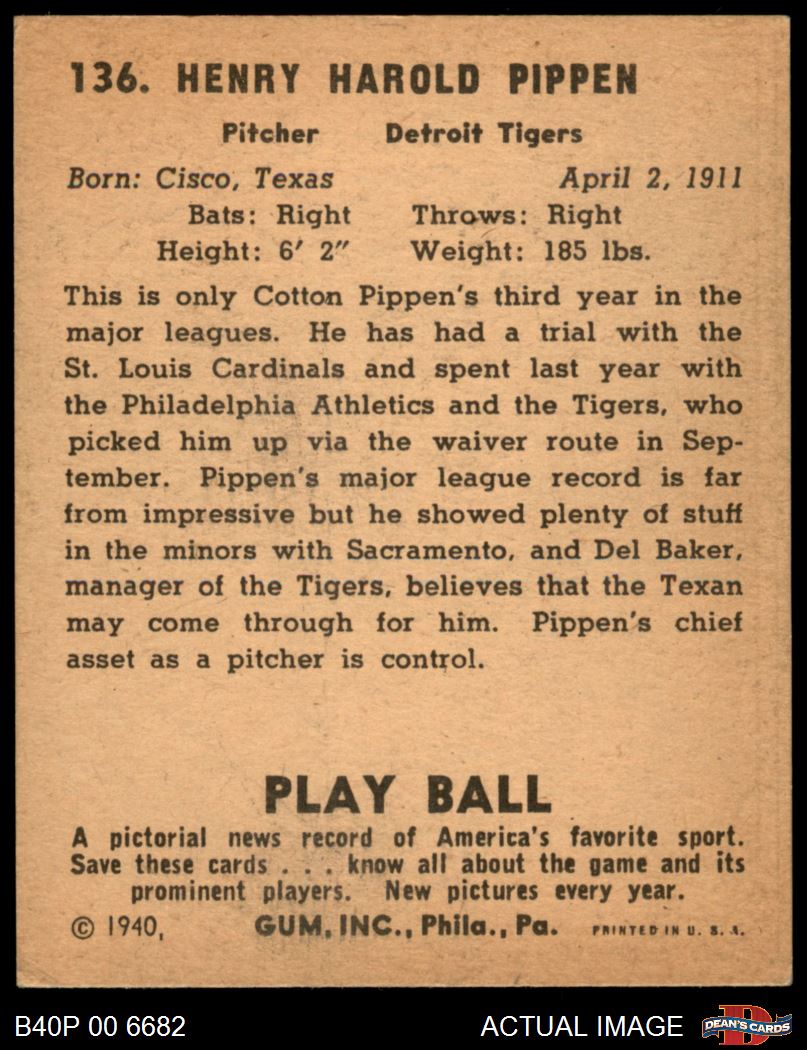 136. HENRY HAROLD PIPPEN
Pitcher Detroit Tigers
Born: Cisco, Texas April 2, 1911
Bats: Right Throws: Right
Height: 6′ 2″ Weight: 185 lbs.
This is only Cotton Pippen's third year in the
major leagues. He has had a trial with the
St. Louis Cardinals and spent last year with
the Philadelphia Athletics and the Tigers, who
picked him up via the waiver route in Sep-
tember. Pippen's major league record is far
from impressive but he showed plenty of stuff
in the minors with Sacramento, and Del Baker,
manager of the Tigers, believes that the Texan
may come through for him. Pippen's chief
asset as a pitcher is control.
PLAY BALL
A pictorial news record of America's favorite sport.
Save these cards . . . know all about the game and its
prominent players. New pictures every year.
© 1940, GUM, INC., Phila., Pa. PRINTED IN U. S. A.
B40P 00 6682 ACTUAL IMAGE D DEAN'S CARDS